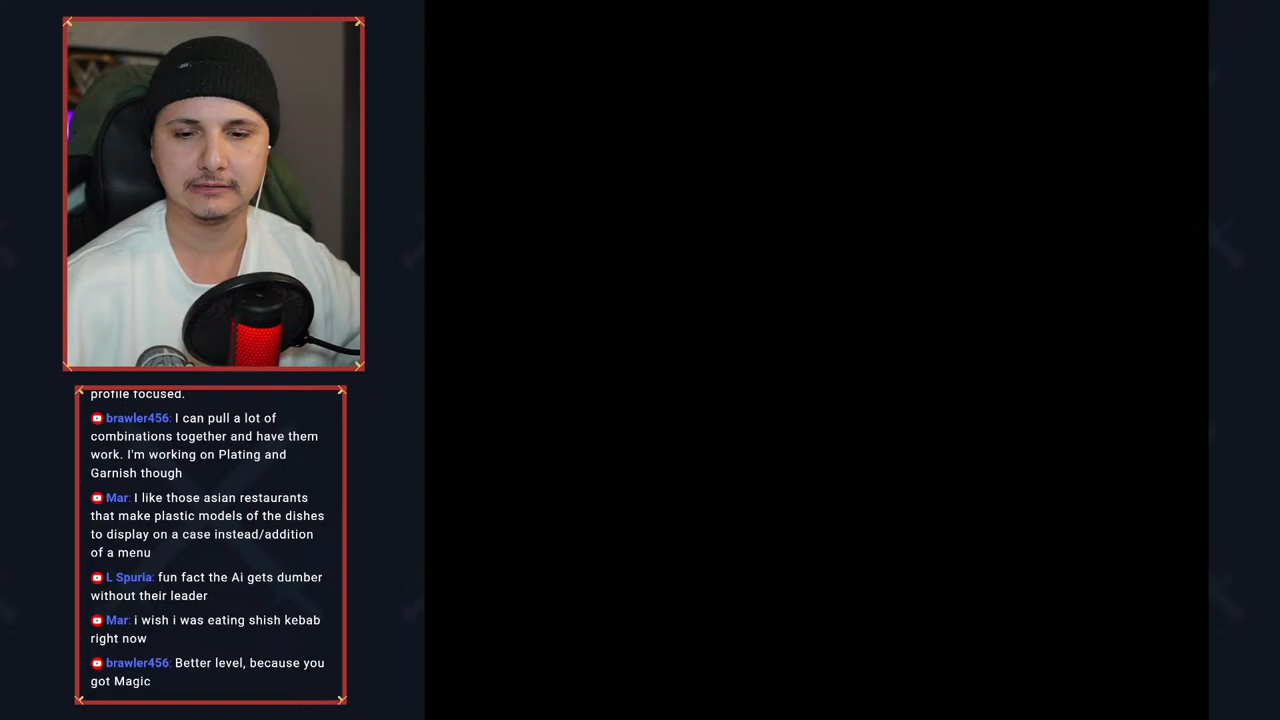 profile focused.
brawler456: I can pull a lot of
combinations together and have them
work. I'm working on Plating and
Garnish though
Mar: I like those asian restaurants
that make plastic models of the dishes
to display on a case instead/addition
of a menu
L Spuria: fun fact the Ai gets dumber
without their leader
Mar: i wish i was eating shish kebab
right now
brawler456: Better level, because you
got Magic